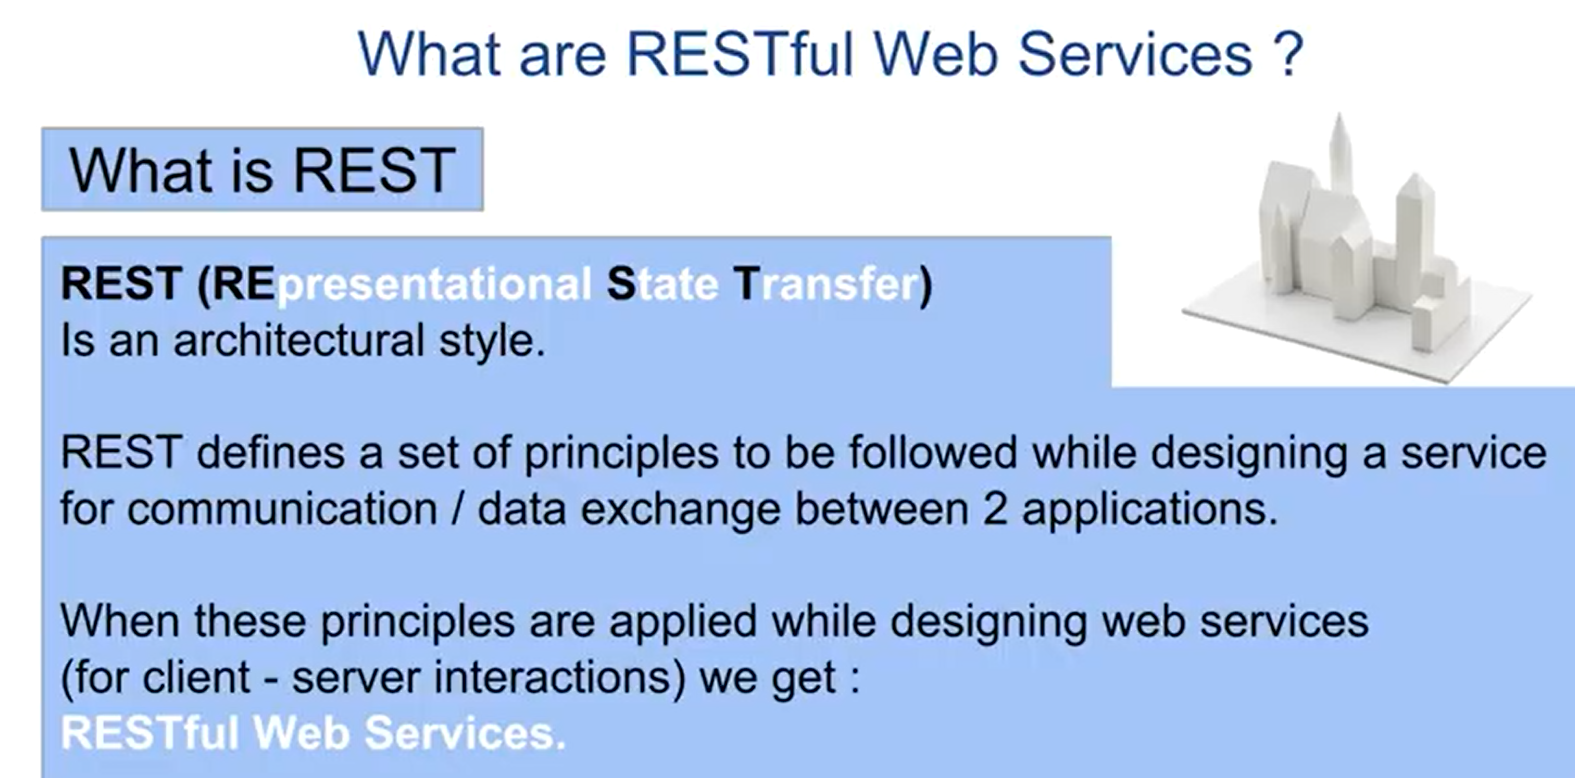 What are RESTful Web Services ?
What is REST
REST (REpresentational State Transfer)
Is an architectural style.
REST defines a set of principles to be followed while designing a service
for communication / data exchange between 2 applications.
When these principles are applied while designing web services
(for client - server interactions) we get :
RESTful Web Services.